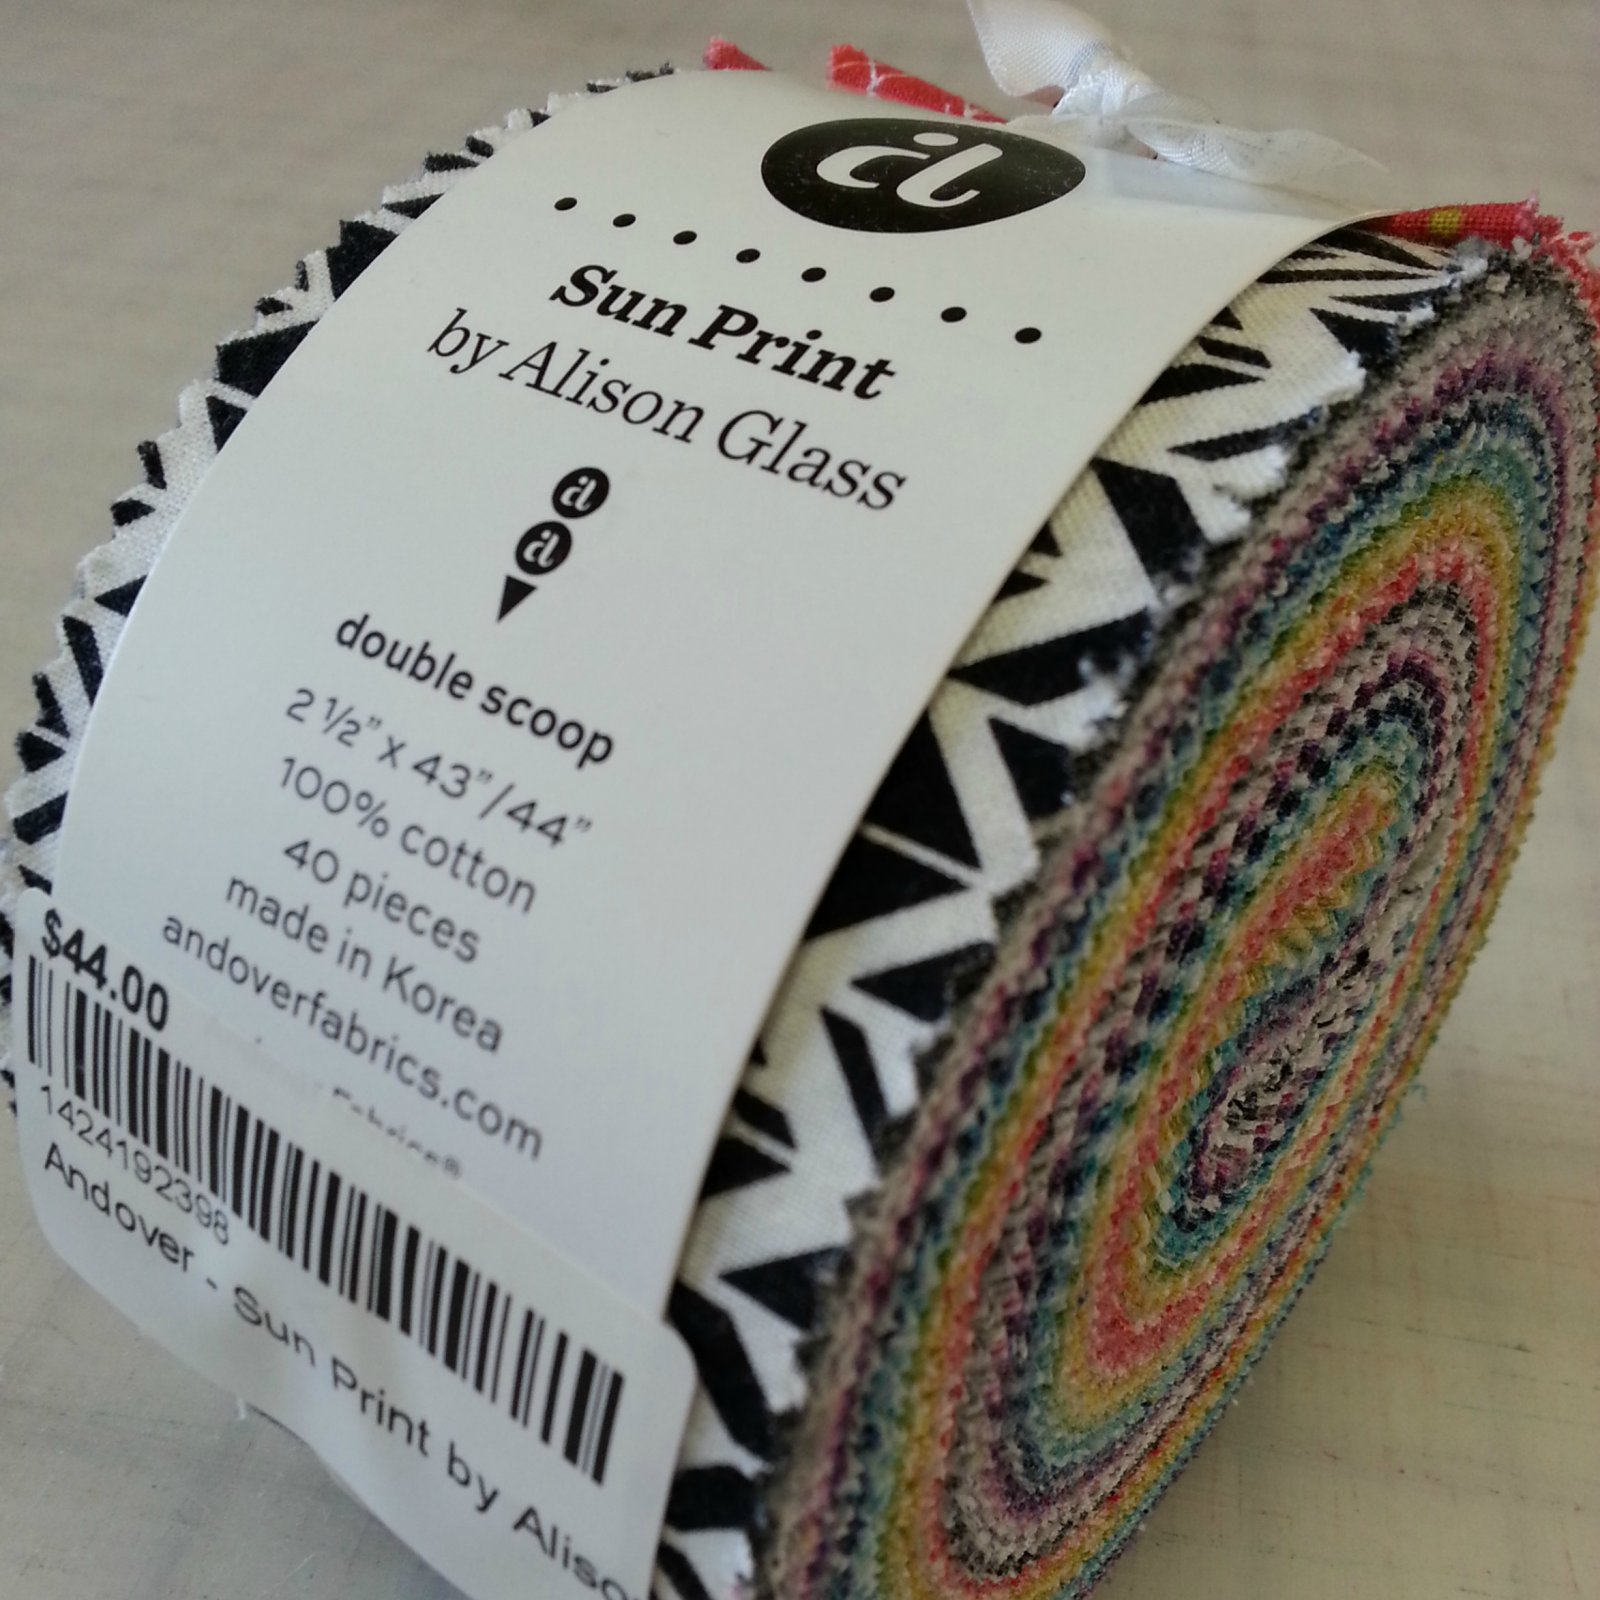 al
Sun Print
by Alison Glass
al
al
double scoop
2 ½" x 43"/44"
100% cotton
40 pieces
made in Korea
andoverfabrics.com
Fabrics®
$44.00
1424192398
Andover - Sun Print by Aliso